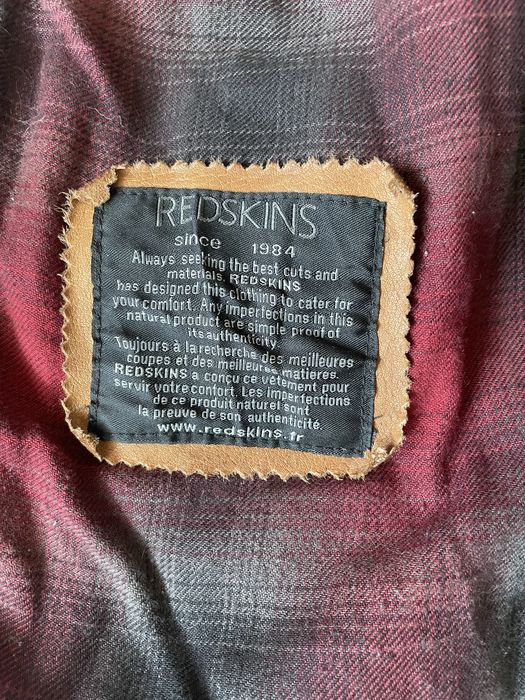 REDSKINS
since 1984
Always seeking the best cuts and
materials. REDSKINS
has designed this clothing to cater for
your comfort. Any imperfections in this
natural product are simple proof of
its authenticity.
Toujours à la recherche des meilleures
coupes et des meilleures matieres.
REDSKINS a conçu ce vêtement pour
servir votre confort. Les imperfections
de ce produit naturel sont
la preuve de son authenticité.
www.redskins.fr